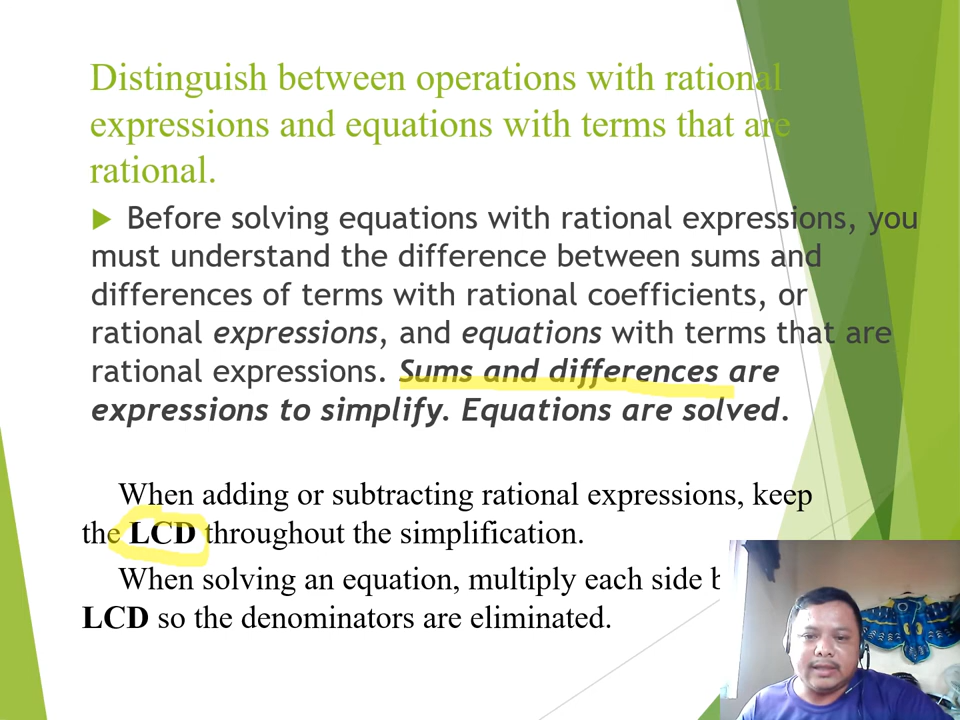 Distinguish between operations with rational
expressions and equations with terms that are
rational.
Before solving equations with rational expressions, you
must understand the difference between sums and
differences of terms with rational coefficients, or
rational expressions, and equations with terms that are
rational expressions. Sums and differences are
expressions to simplify. Equations are solved.
When adding or subtracting rational expressions, keep
the LCD throughout the simplification.
When solving an equation, multiply each side
LCD so the denominators are eliminated.